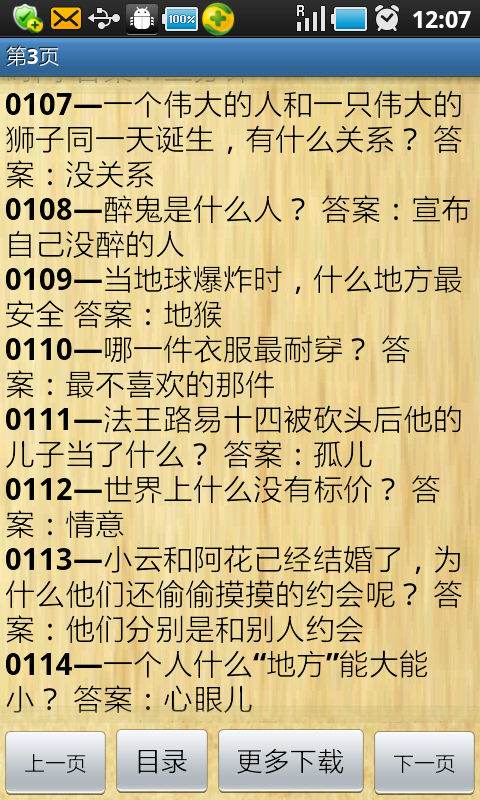 R
100%
12:07
第3页
0107—一个伟大的人和一只伟大的
狮子同一天诞生，有什么关系？ 答
案：没关系
0108—醉鬼是什么人？ 答案：宣布
自己没醉的人
0109—当地球爆炸时，什么地方最
安全 答案：地猴
0110—哪一件衣服最耐穿？ 答
案：最不喜欢的那件
0111—法王路易十四被砍头后他的
儿子当了什么？ 答案：孤儿
0112—世界上什么没有标价？ 答
案：情意
0113—小云和阿花已经结婚了，为
什么他们还偷偷摸摸的约会呢？ 答
案：他们分别是和别人约会
0114—一个人什么“地方”能大能
小？ 答案：心眼儿
上一页 目录 更多下载 下一页